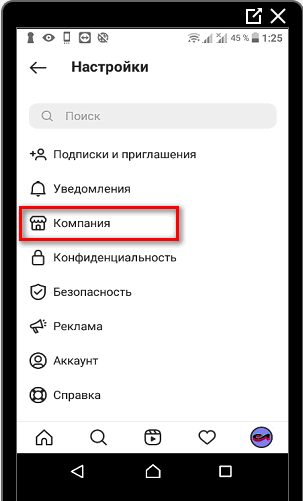 45 % 1:25
Настройки
Поиск
Подписки и приглашения
Уведомления
Компания
Конфиденциальность
Безопасность
Реклама
Аккаунт
Справка